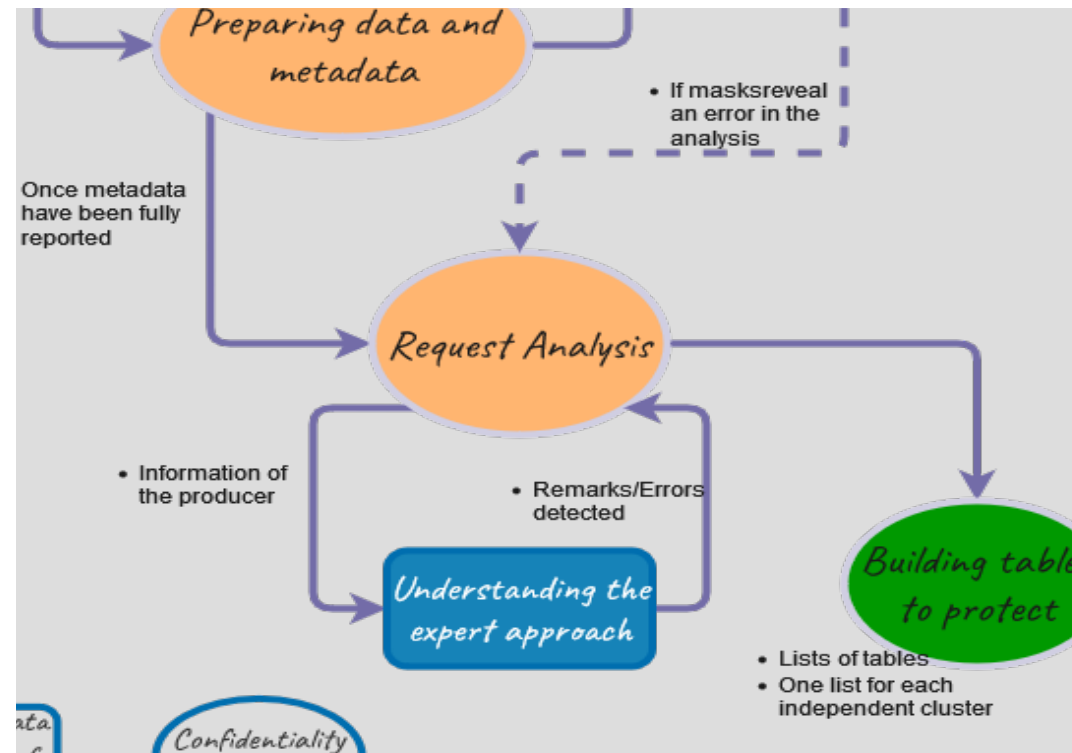 Preparing data and
metadata
• If masksreveal
an error in the
analysis
Once metadata
have been fully
reported
Request Analysis
• Information of
the producer
• Remarks/Errors
detected
Understanding the
expert approach
Building table
to protect
• Lists of tables
• One list for each
independent cluster
ata
Confidentiality